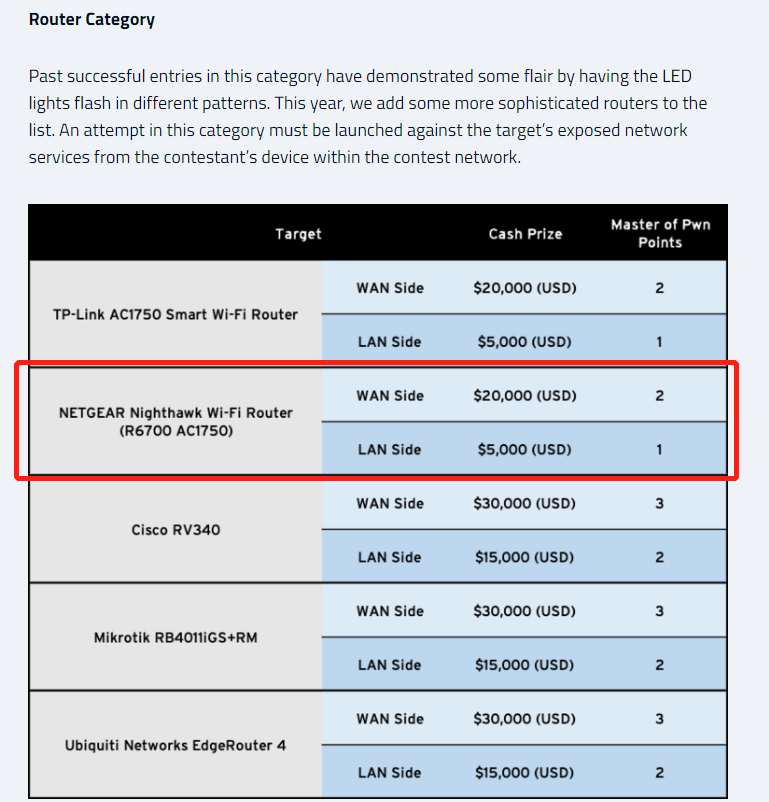 Router Category
Past successful entries in this category have demonstrated some flair by having the LED
lights flash in different patterns. This year, we add some more sophisticated routers to the
list. An attempt in this category must be launched against the target’s exposed network
services from the contestant’s device within the contest network.
Target Cash Prize Master of Pwn
Points
TP-Link AC1750 Smart Wi-Fi Router
WAN Side $20,000 (USD) 2
LAN Side $5,000 (USD) 1
NETGEAR Nighthawk Wi-Fi Router
(R6700 AC1750)
WAN Side $20,000 (USD) 2
LAN Side $5,000 (USD) 1
Cisco RV340
WAN Side $30,000 (USD) 3
LAN Side $15,000 (USD) 2
Mikrotik RB4011iGS+RM
WAN Side $30,000 (USD) 3
LAN Side $15,000 (USD) 2
Ubiquiti Networks EdgeRouter 4
WAN Side $30,000 (USD) 3
LAN Side $15,000 (USD) 2